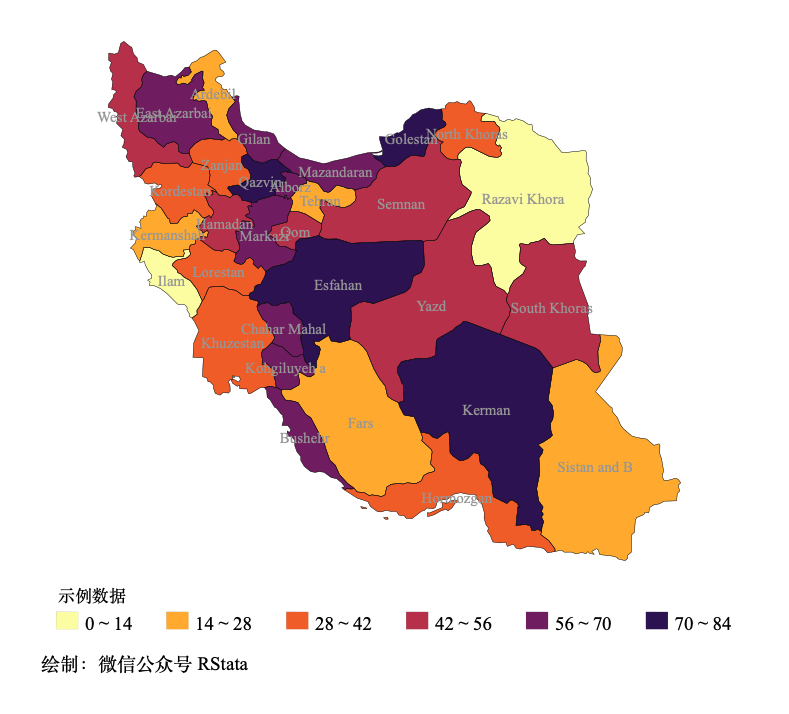 Ardebil
West Azarbai
East Azarbai
Gilan
Golestan
North Khoras
Zanjan
Mazandaran
Qazvin
Alborz
Kordestan
Tehran
Razavi Khora
Semnan
Hamadan
Kermanshah
Markazi
Qom
Lorestan
Ilam
Esfahan
Yazd
South Khoras
Chahar Mahal
Khuzestan
Kohgiluyeh a
Kerman
Fars
Bushehr
Sistan and B
Hormozgan
示例数据
0 ~ 14 14 ~ 28 28 ~ 42 42 ~ 56 56 ~ 70 70 ~ 84
绘制：微信公众号 RStata